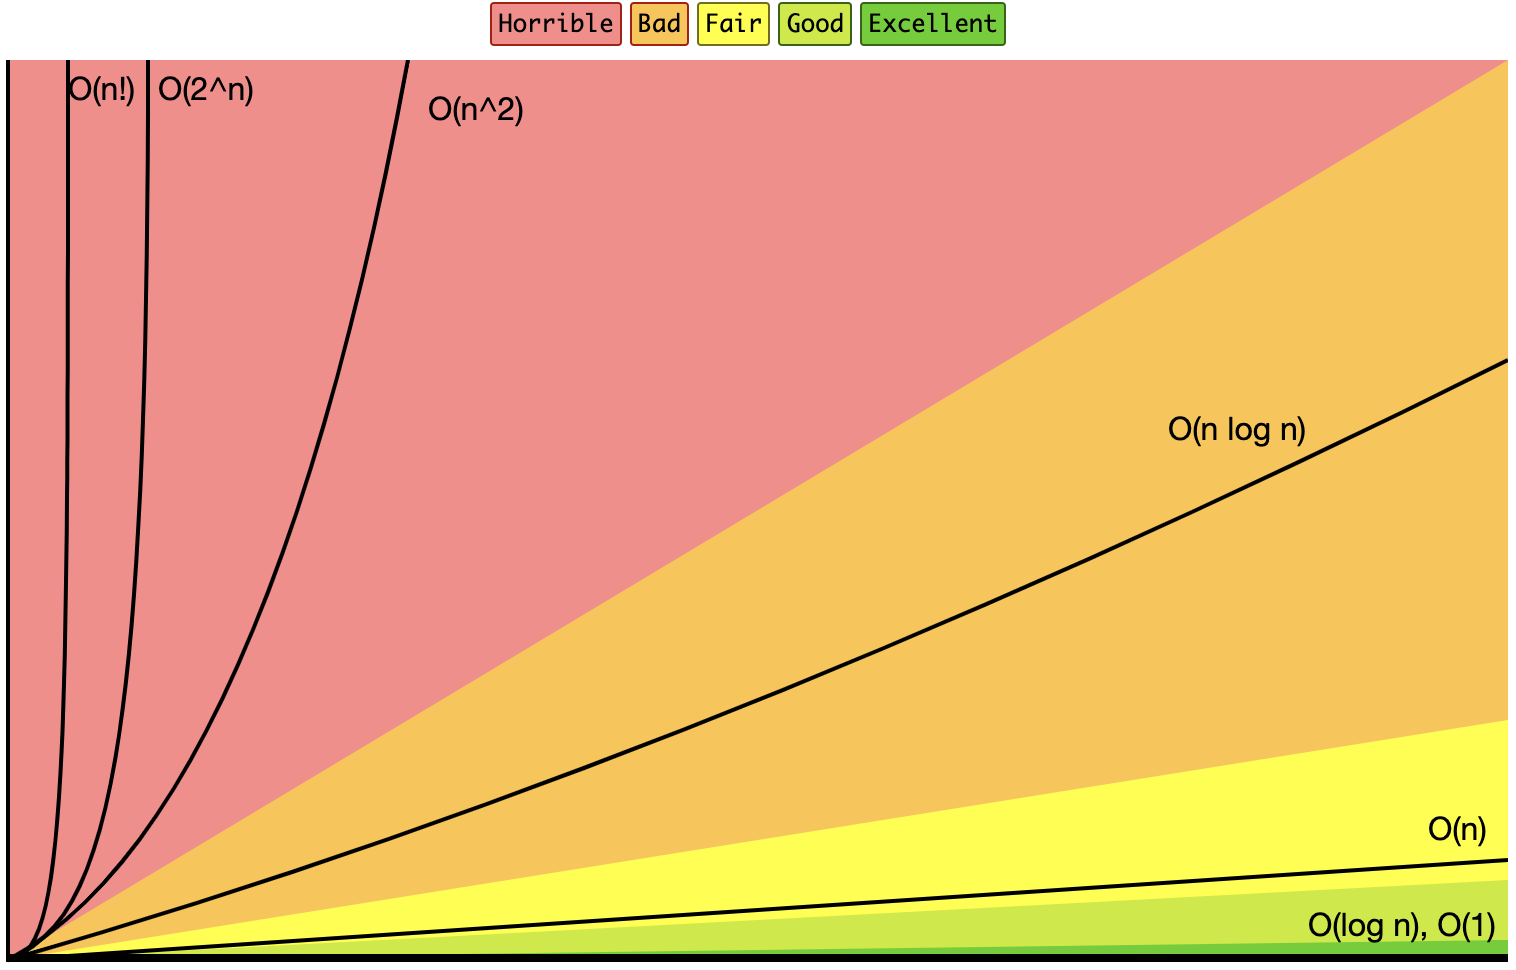 Horrible Bad Fair Good Excellent
O(n!) O(2^n)
O(n^2)
O(n log n)
O(n)
O(log n), O(1)